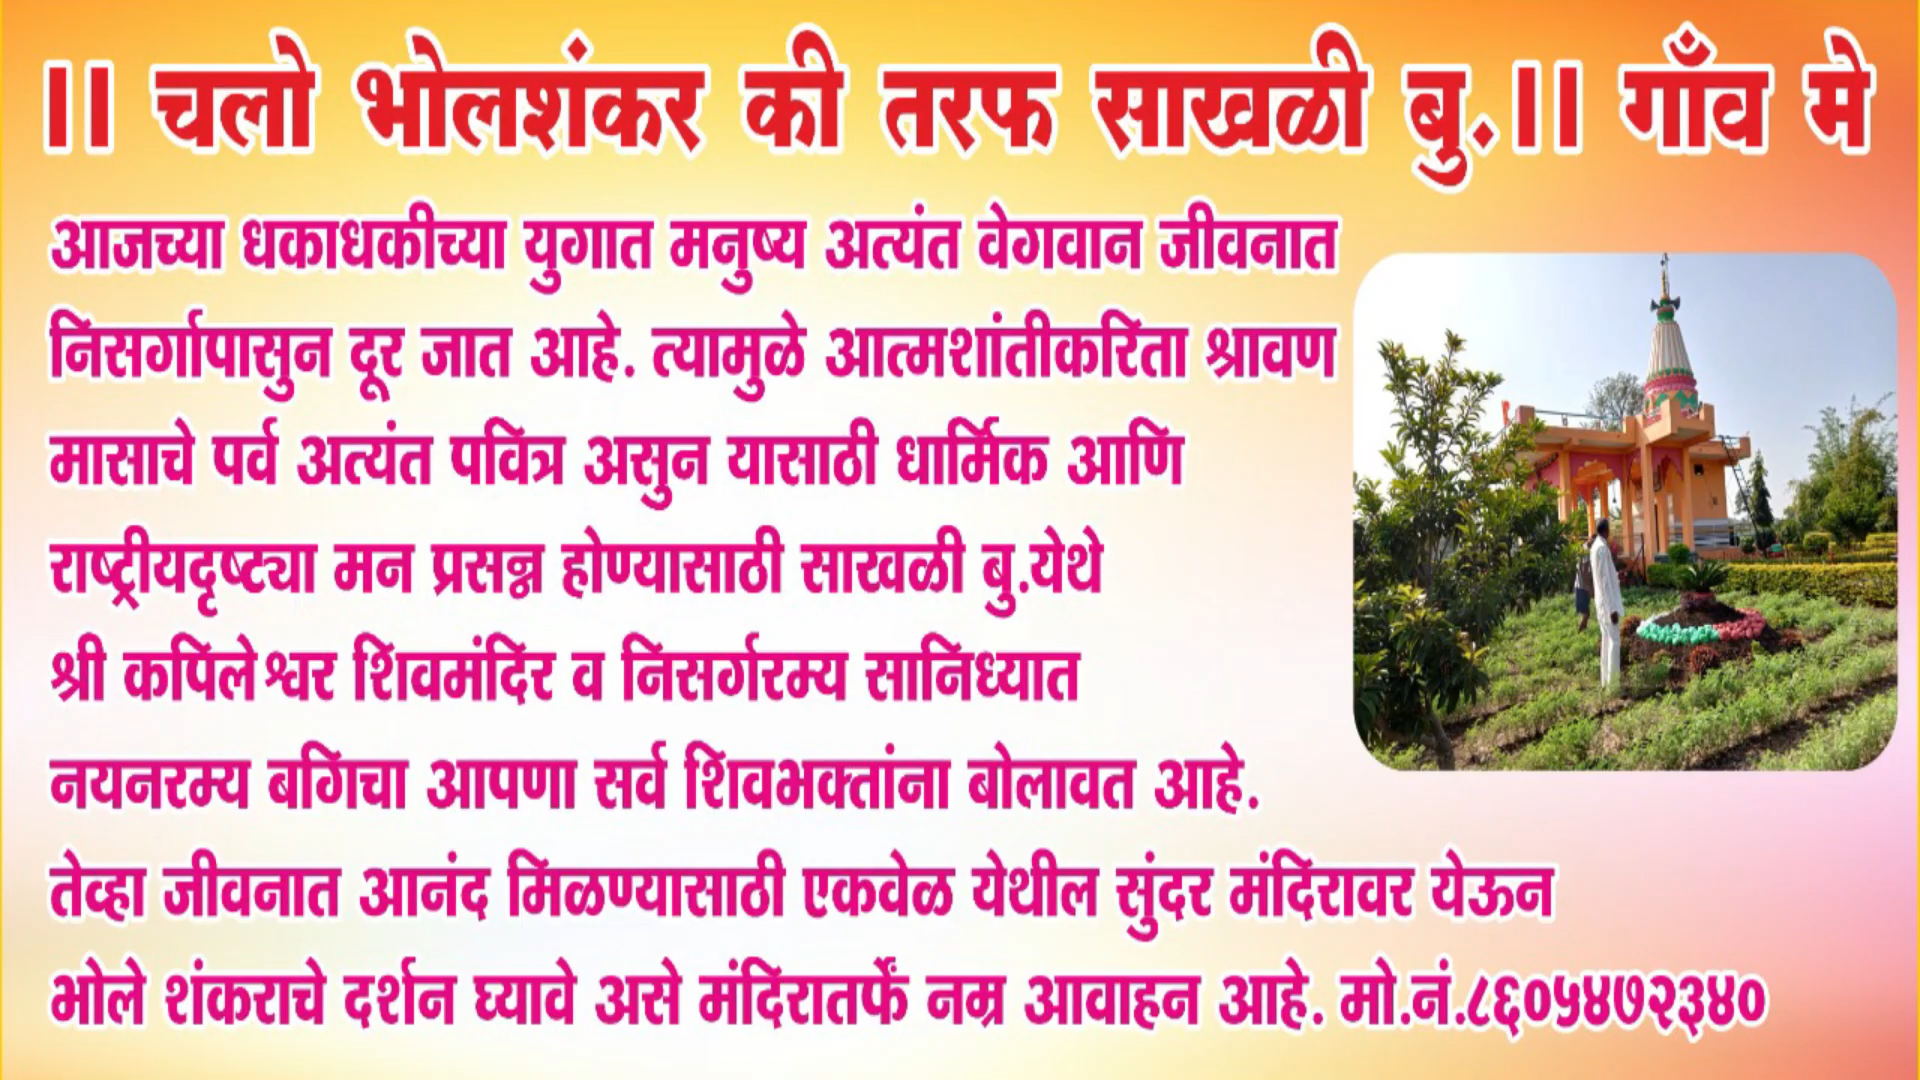 ।। चलो भोलशंकर की तरफ साखळी बु.।। गाँव मे
आजच्या धकाधकीच्या युगात मनुष्य अत्यंत वेगवान जीवनात
निसर्गापासुन दूर जात आहे. त्यामुळे आत्मशांतीकरिता श्रावण
मासाचे पर्व अत्यंत पवित्र असुन यासाठी धार्मिक आणि
राष्ट्रीयदृष्ट्या मन प्रसन्न होण्यासाठी साखळी बु.येथे
श्री कपिलेश्वर शिवमंदिर व निसर्गरम्य सानिध्यात
नयनरम्य बगिचा आपणा सर्व शिवभक्तांना बोलावत आहे.
तेव्हा जीवनात आनंद मिळण्यासाठी एकवेळ येथील सुंदर मंदिरावर येऊन
भोले शंकराचे दर्शन घ्यावे असे मंदिरातर्फे नम्र आवाहन आहे. मो.नं.८६०५४७२३४०